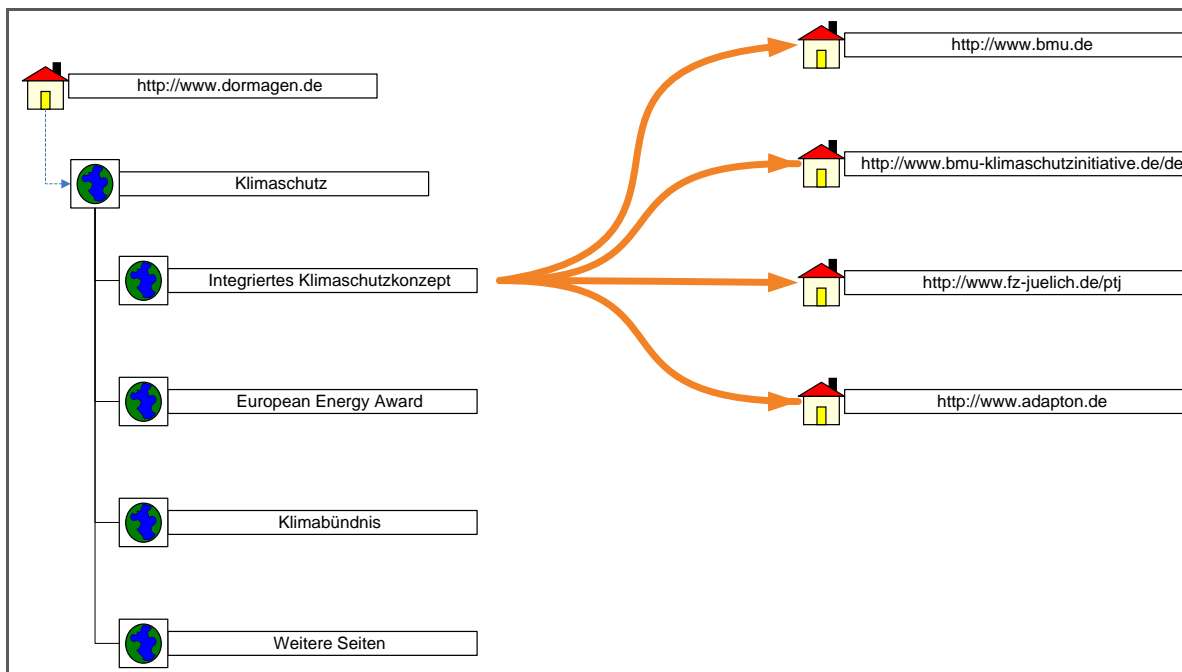 http://www.dormagen.de
Klimaschutz
Integriertes Klimaschutzkonzept
European Energy Award
Klimabündnis
Weitere Seiten
http://www.bmu.de
http://www.bmu-klimaschutzinitiative.de/de
http://www.fz-juelich.de/ptj
http://www.adapton.de